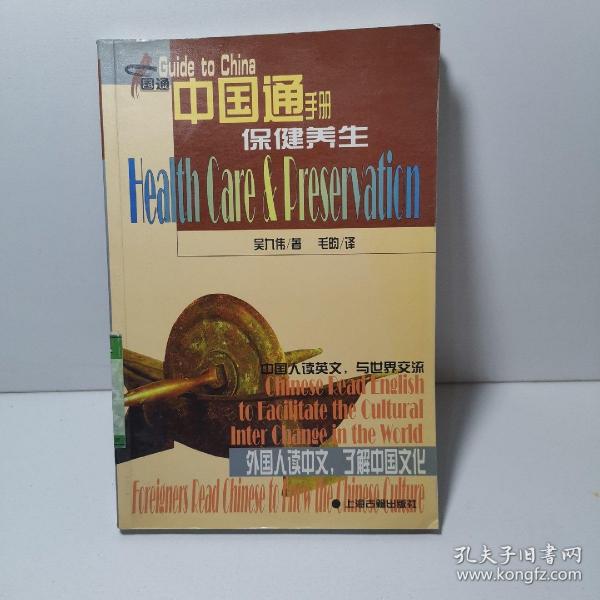 Guide to China
国通
中国通手册
保健养生
Health Care & Preservation
吴九伟/著 毛昀/译
中国人读英文，与世界交流
Chinese Read English
to Facilitate the Cultural
Inter Change in the World
外国人读中文，了解中国文化
Foreigners Read Chinese to Know the Chinese Culture
上海古籍出版社
孔夫子旧书网
www.kongfz.com